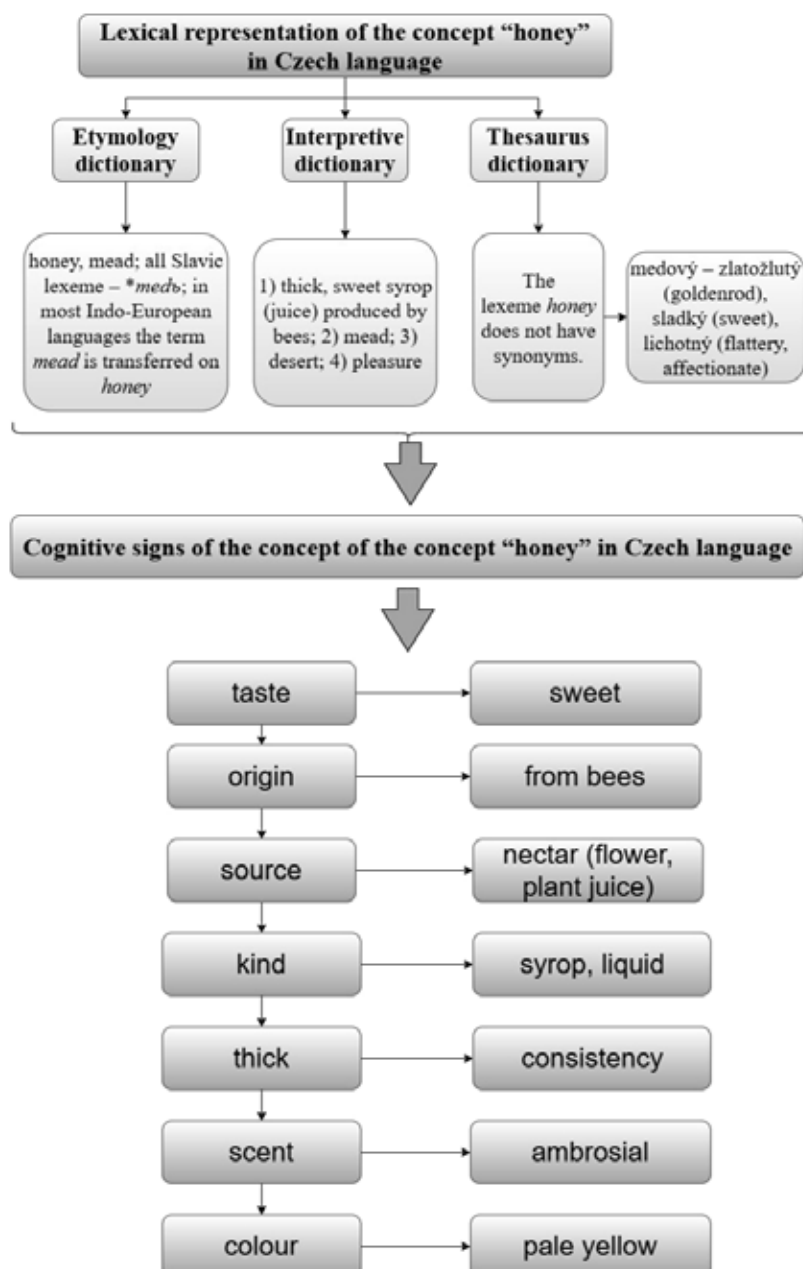 Lexical representation of the concept “honey”
in Czech language
Etymology
dictionary
Interpretive
dictionary
Thesaurus
dictionary
honey, mead; all Slavic
lexeme – *medь; in
most Indo-European
languages the term
mead is transferred on
honey
1) thick, sweet syrop
(juice) produced by
bees; 2) mead; 3)
desert; 4) pleasure
The
lexeme honey
does not have
synonyms.
medový – zlatožlutý
(goldenrod),
sladký (sweet),
lichotný (flattery,
affectionate)
Cognitive signs of the concept of the concept “honey” in Czech language
taste
sweet
origin
from bees
source
nectar (flower,
plant juice)
kind
syrop, liquid
thick
consistency
scent
ambrosial
colour
pale yellow